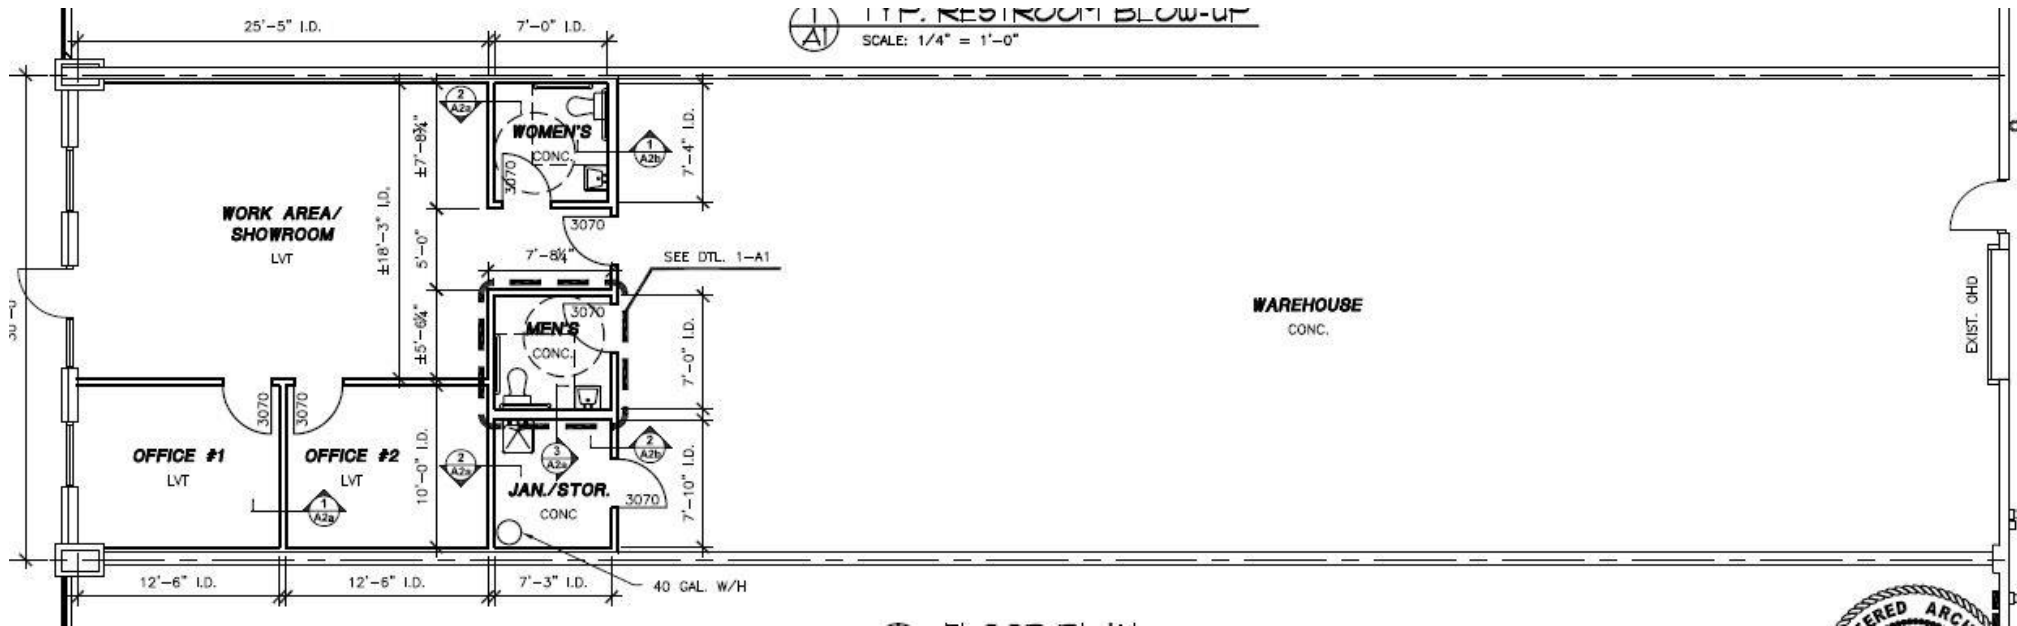 25'-5" I.D.
7'-0" I.D.
1
A1
TYP. RESTROOM BLOW-UP
SCALE: 1/4" = 1'-0"
2
A2a
WOMEN'S
CONC.
3070
1
A2b
±7'-8¾"
7'-4" I.D.
WORK AREA/
SHOWROOM
LVT
±18'-3" I.D.
5'-0"
3070
7'-8¼"
SEE DTL. 1-A1
±5'-6¼"
3070
MEN'S
CONC.
7'-0" I.D.
WAREHOUSE
CONC.
EXIST. OHD
3070
3070
OFFICE #1
LVT
OFFICE #2
LVT
10'-0" I.D.
2
A2a
3
A2a
2
A2b
JAN./STOR.
CONC
3070
7'-10" I.D.
1
A2a
12'-6" I.D.
12'-6" I.D.
7'-3" I.D.
40 GAL. W/H
FLOOR PLAN